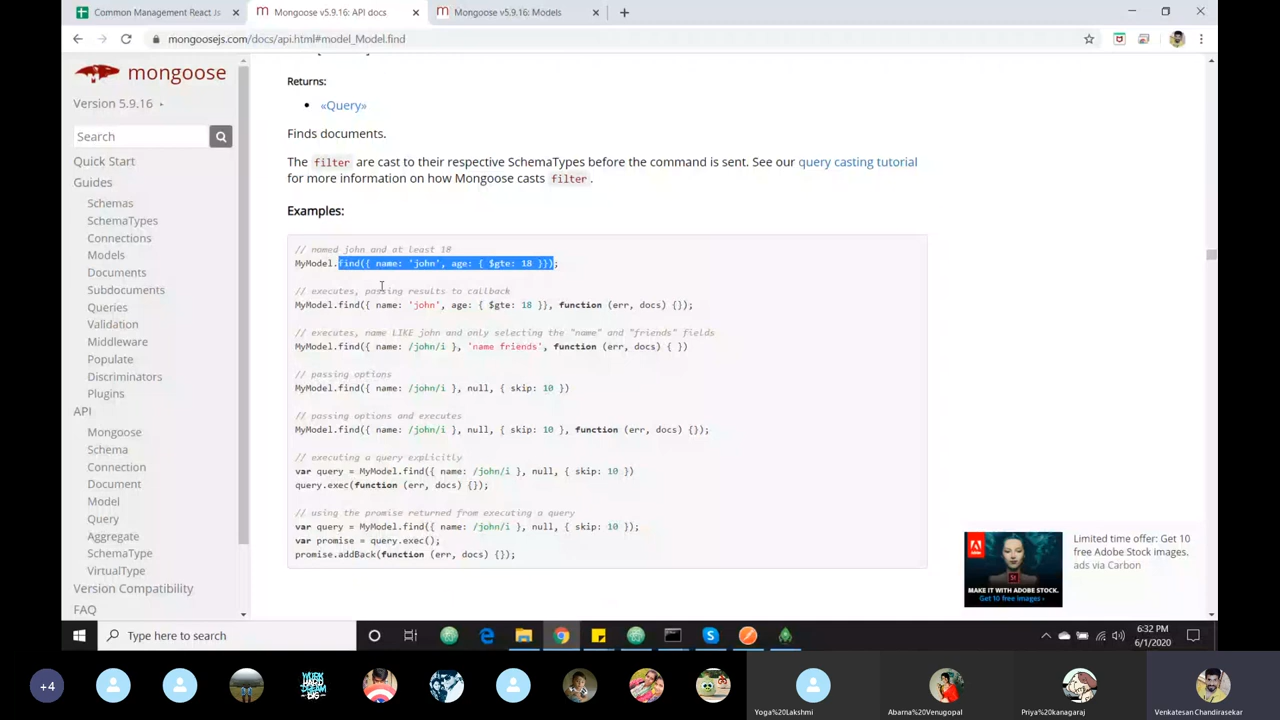 Common Management React Js
Mongoose v5.9.16: API docs
Mongoose v5.9.16: Models
mongoosejs.com/docs/api.html#model_Model.find
mongoose
Version 5.9.16
Search
Quick Start
Guides
Schemas
SchemaTypes
Connections
Models
Documents
Subdocuments
Queries
Validation
Middleware
Populate
Discriminators
Plugins
API
Mongoose
Schema
Connection
Document
Model
Query
Aggregate
SchemaType
VirtualType
Version Compatibility
FAQ
Returns:
«Query»
Finds documents.
The filter are cast to their respective SchemaTypes before the command is sent. See our query casting tutorial
for more information on how Mongoose casts filter.
Examples:
// named john and at least 18
MyModel.find({ name: 'john', age: { $gte: 18 }});
// executes, passing results to callback
MyModel.find({ name: 'john', age: { $gte: 18 }}, function (err, docs) {});
// executes, name LIKE john and only selecting the "name" and "friends" fields
MyModel.find({ name: /john/i }, 'name friends', function (err, docs) { })
// passing options
MyModel.find({ name: /john/i }, null, { skip: 10 })
// passing options and executes
MyModel.find({ name: /john/i }, null, { skip: 10 }, function (err, docs) {});
// executing a query explicitly
var query = MyModel.find({ name: /john/i }, null, { skip: 10 })
query.exec(function (err, docs) {});
// using the promise returned from executing a query
var query = MyModel.find({ name: /john/i }, null, { skip: 10 });
var promise = query.exec();
promise.addBack(function (err, docs) {});
MAKE IT WITH ADOBE STOCK.
Get 10 free images ›
Limited time offer: Get 10
free Adobe Stock images.
ads via Carbon
Type here to search
6:32 PM
6/1/2020
+4
Yoga%20Lakshmi
Abarna%20Venugopal
Priya%20kanagaraj
Venkatesan Chandirasekar